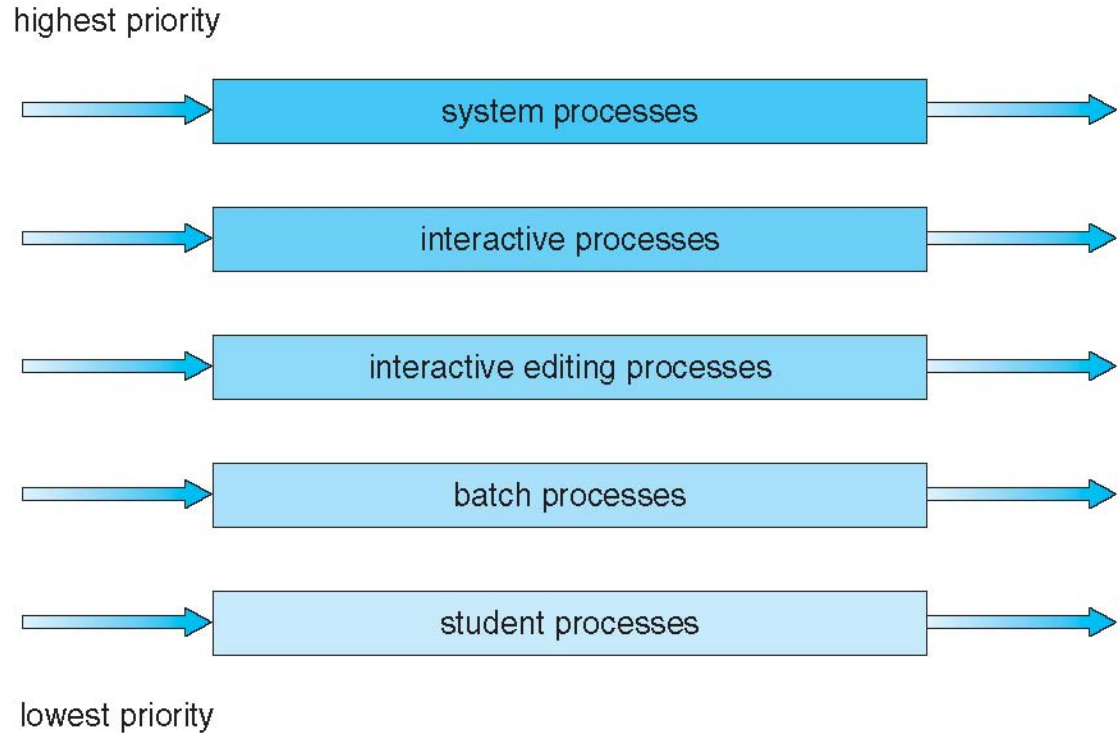 highest priority
system processes
interactive processes
interactive editing processes
batch processes
student processes
lowest priority